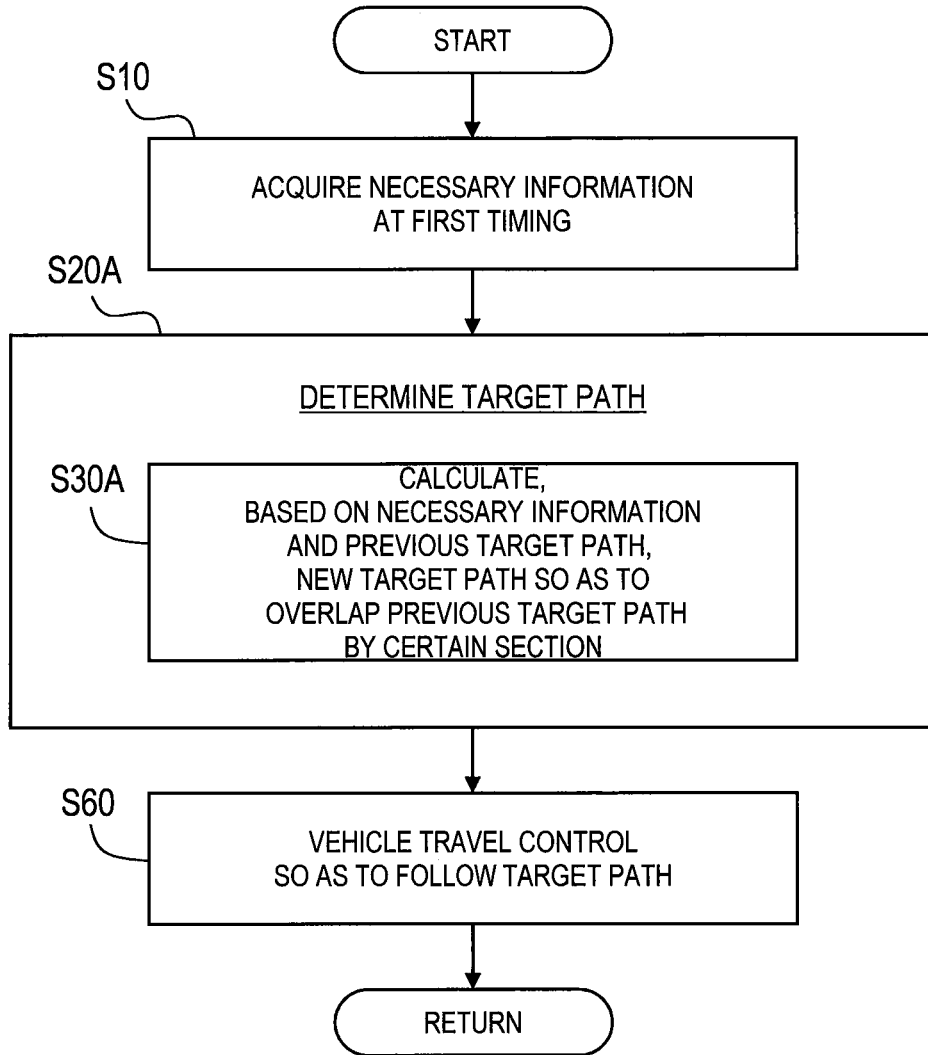 START
S10
ACQUIRE NECESSARY INFORMATION
AT FIRST TIMING
S20A
DETERMINE TARGET PATH
S30A
CALCULATE,
BASED ON NECESSARY INFORMATION
AND PREVIOUS TARGET PATH,
NEW TARGET PATH SO AS TO
OVERLAP PREVIOUS TARGET PATH
BY CERTAIN SECTION
S60
VEHICLE TRAVEL CONTROL
SO AS TO FOLLOW TARGET PATH
RETURN